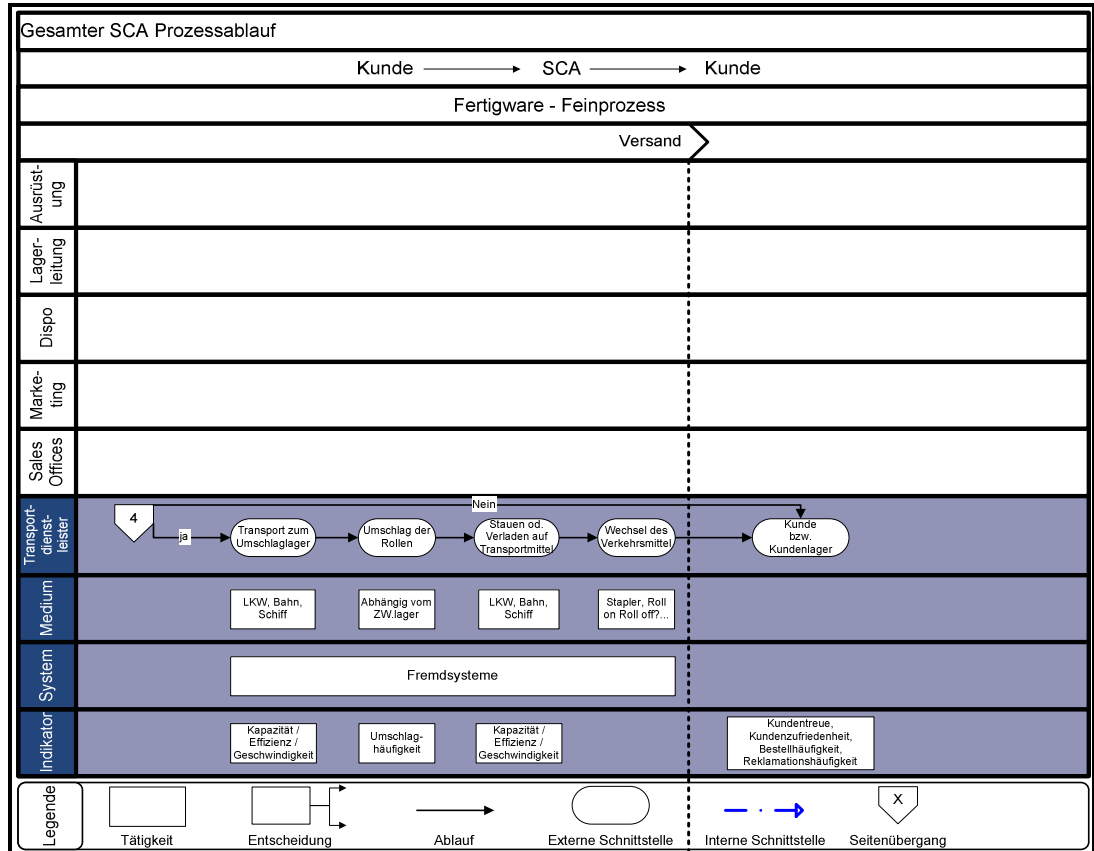 Gesamter SCA Prozessablauf
Kunde SCA Kunde
Fertigware - Feinprozess
Versand
Ausrüst-
ung
Lager-
leitung
Dispo
Marke-
ting
Sales
Offices
Transport-
dienst-
leister
4
ja
Nein
Transport zum
Umschlaglager
Umschlag der
Rollen
Stauen od.
Verladen auf
Transportmittel
Wechsel des
Verkehrsmittel
Kunde
bzw.
Kundenlager
Medium
LKW, Bahn,
Schiff
Abhängig vom
ZW.lager
LKW, Bahn,
Schiff
Stapler, Roll
on Roll off?...
System
Fremdsysteme
Indikator
Kapazität /
Effizienz /
Geschwindigkeit
Umschlag-
häufigkeit
Kapazität /
Effizienz /
Geschwindigkeit
Kundentreue,
Kundenzufriedenheit,
Bestellhäufigkeit,
Reklamationshäufigkeit
Legende
Tätigkeit
Entscheidung
Ablauf
Externe Schnittstelle
Interne Schnittstelle
X
Seitenübergang